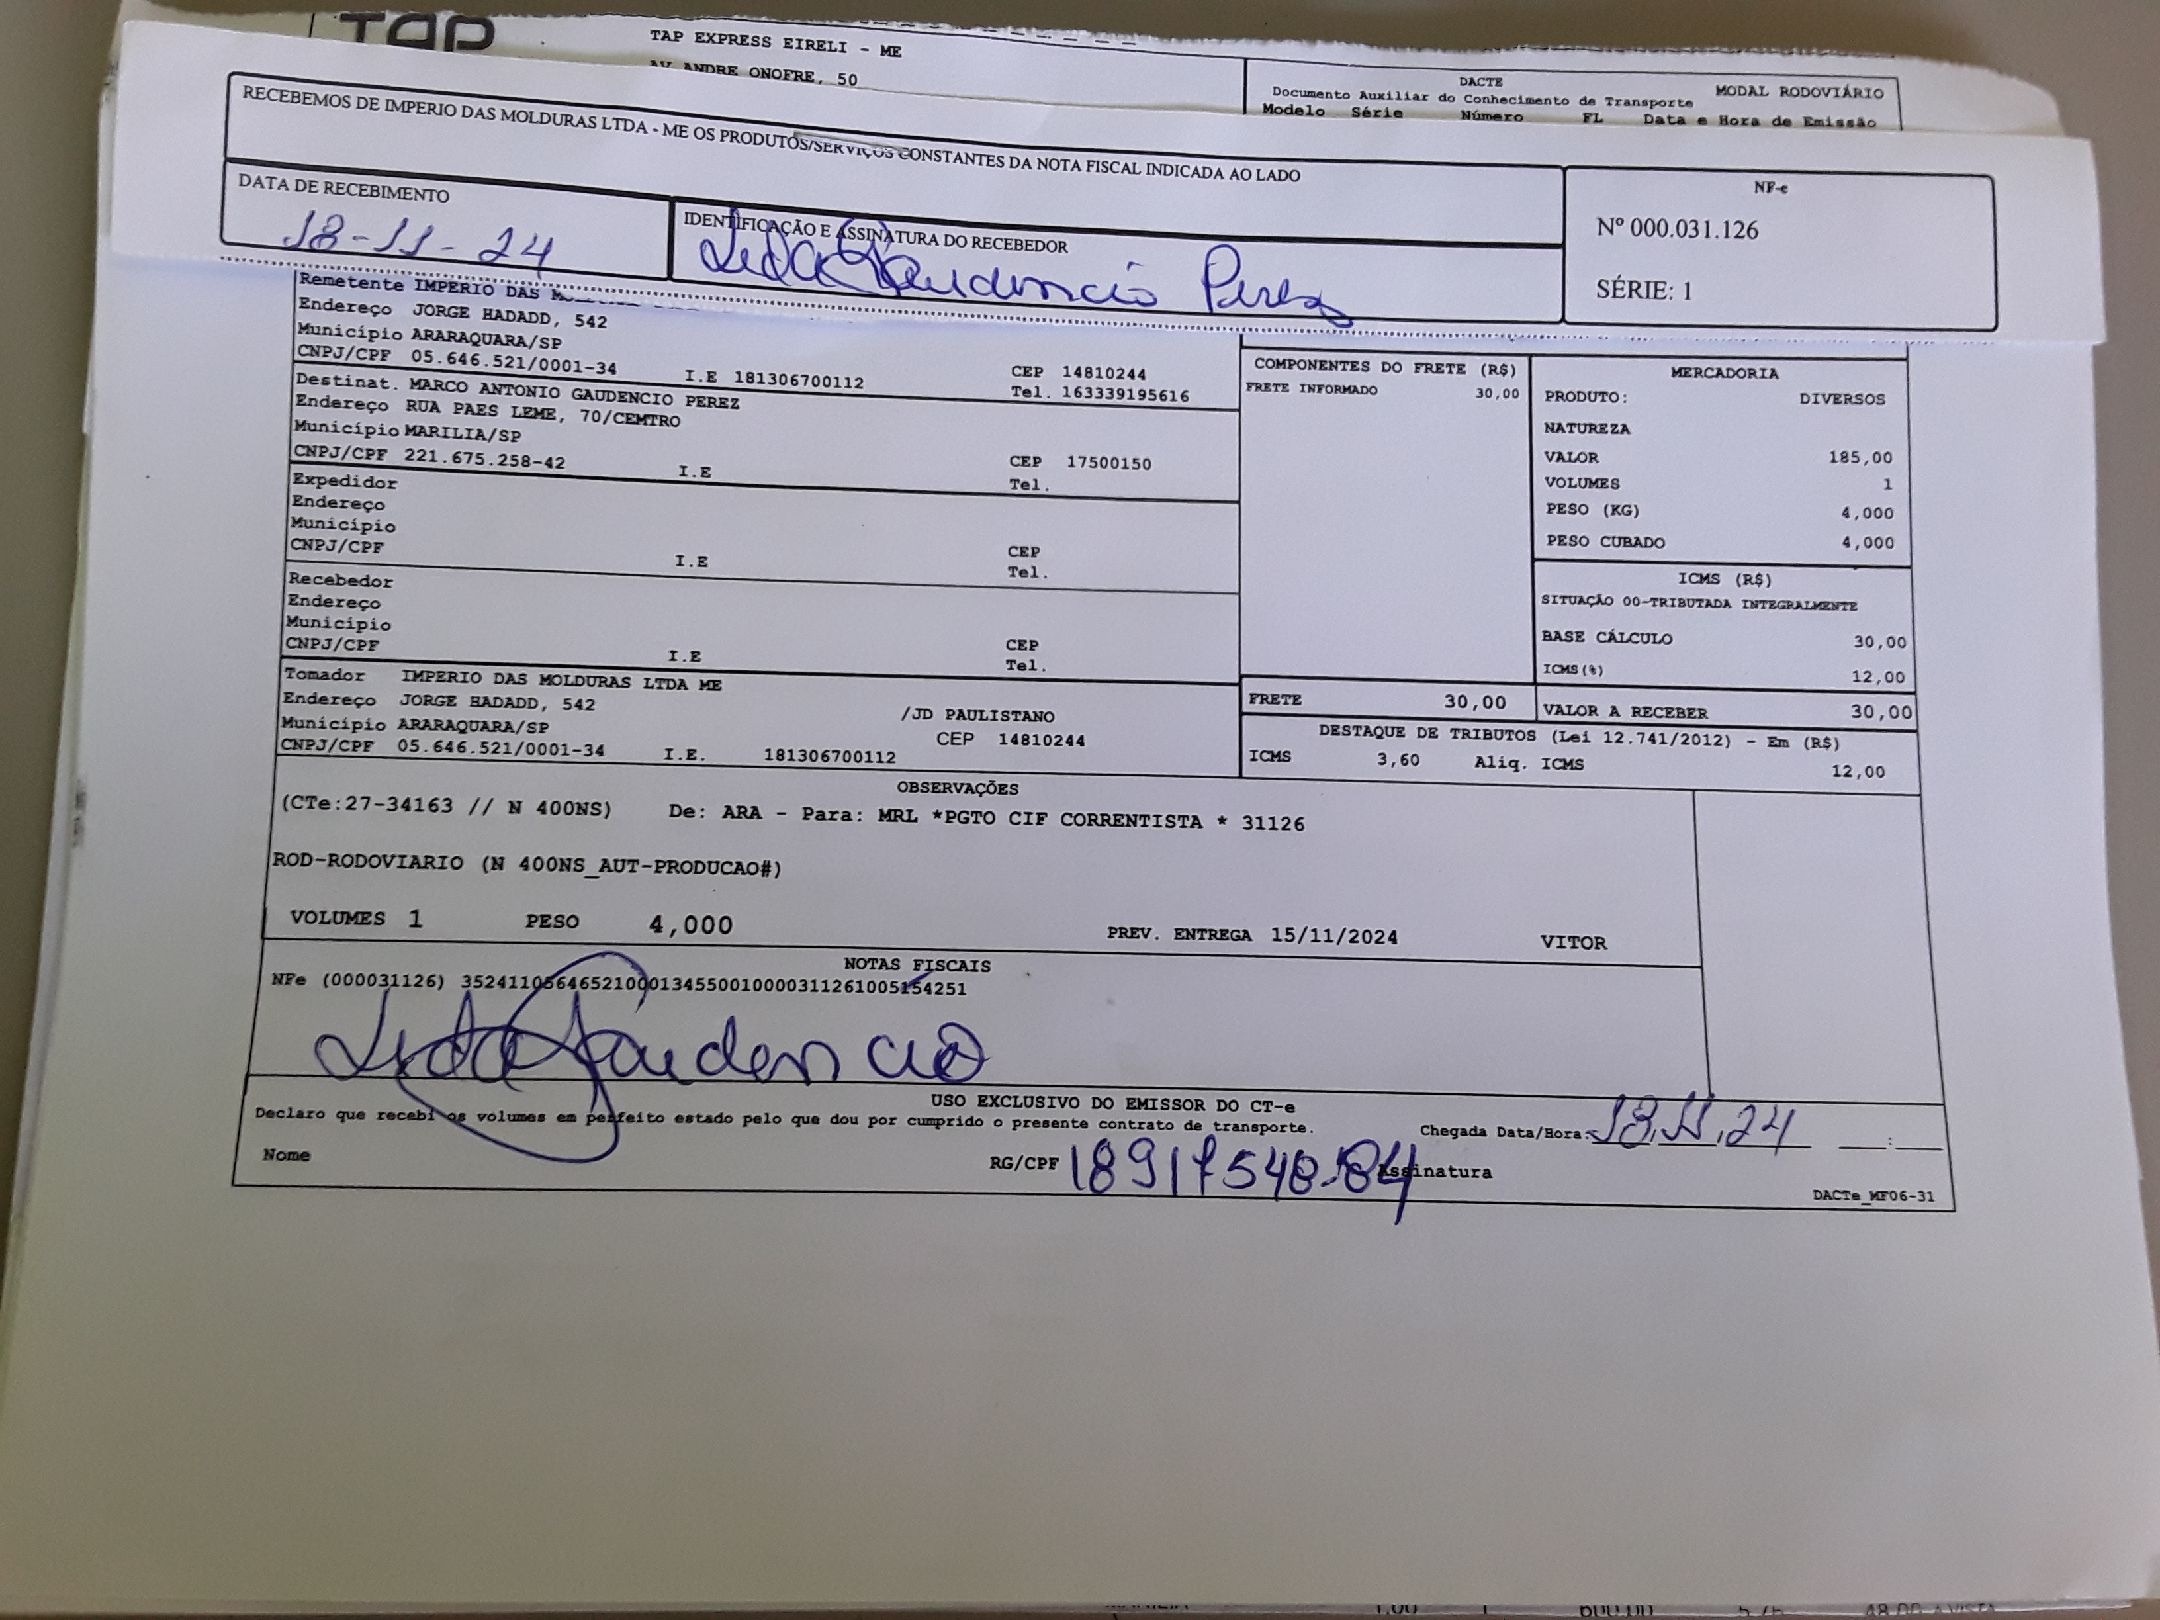 TAP
TAP EXPRESS EIRELI - ME
AV ANDRE ONOFRE, 50
DACTE
MODAL RODOVIÁRIO
Documento Auxiliar do Conhecimento de Transporte
Modelo Série Número FL Data e Hora de Emissão
RECEBEMOS DE IMPERIO DAS MOLDURAS LTDA - ME OS PRODUTOS/SERVIÇOS CONSTANTES DA NOTA FISCAL INDICADA AO LADO
DATA DE RECEBIMENTO
18-11-24
IDENTIFICAÇÃO E ASSINATURA DO RECEBEDOR
Leda Gaudencio Peres
NF-e
Nº 000.031.126
SÉRIE: 1
Remetente IMPERIO DAS
Endereço JORGE HADADD, 542
Município ARARAQUARA/SP
CNPJ/CPF 05.646.521/0001-34 I.E 181306700112 CEP 14810244
Tel. 163339195616
Destinat. MARCO ANTONIO GAUDENCIO PEREZ
Endereço RUA PAES LEME, 70/CEMTRO
Município MARILIA/SP
CNPJ/CPF 221.675.258-42 I.E CEP 17500150
Tel.
Expedidor
Endereço
Município
CNPJ/CPF I.E CEP
Tel.
Recebedor
Endereço
Município
CNPJ/CPF I.E CEP
Tel.
Tomador IMPERIO DAS MOLDURAS LTDA ME
Endereço JORGE HADADD, 542 /JD PAULISTANO
Município ARARAQUARA/SP CEP 14810244
CNPJ/CPF 05.646.521/0001-34 I.E. 181306700112
COMPONENTES DO FRETE (R$)
FRETE INFORMADO 30,00
MERCADORIA
PRODUTO: DIVERSOS
NATUREZA
VALOR 185,00
VOLUMES 1
PESO (KG) 4,000
PESO CUBADO 4,000
ICMS (R$)
SITUAÇÃO 00-TRIBUTADA INTEGRALMENTE
BASE CÁLCULO 30,00
ICMS(%) 12,00
FRETE 30,00 VALOR A RECEBER 30,00
DESTAQUE DE TRIBUTOS (Lei 12.741/2012) - Em (R$)
ICMS 3,60 Aliq. ICMS 12,00
OBSERVAÇÕES
(CTe:27-34163 // N 400NS) De: ARA - Para: MRL *PGTO CIF CORRENTISTA * 31126
ROD-RODOVIARIO (N 400NS_AUT-PRODUCAO#)
VOLUMES 1 PESO 4,000 PREV. ENTREGA 15/11/2024 VITOR
NOTAS FISCAIS
NFe (000031126) 35241105646521000134550010000311261005154251
Leda Gaudencio
USO EXCLUSIVO DO EMISSOR DO CT-e
Declaro que recebi os volumes em perfeito estado pelo que dou por cumprido o presente contrato de transporte. Chegada Data/Hora: 18.11.24 :
Nome RG/CPF 18917548-84 Assinatura
DACTe_MF06-31